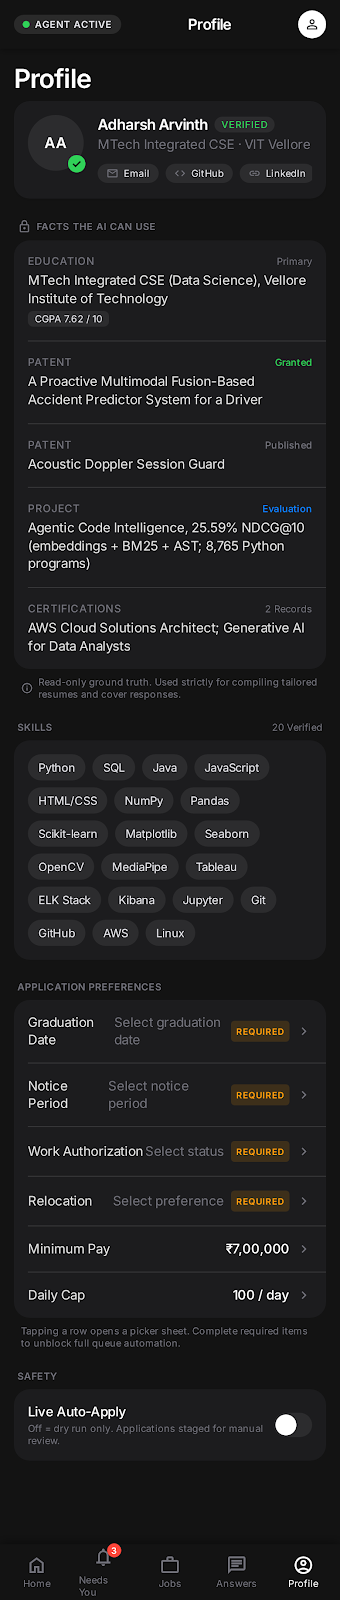 AGENT ACTIVE
Profile
Profile
AA
Adharsh Arvinth VERIFIED
MTech Integrated CSE · VIT Vellore
Email GitHub LinkedIn
FACTS THE AI CAN USE
EDUCATION Primary
MTech Integrated CSE (Data Science), Vellore
Institute of Technology
CGPA 7.62 / 10
PATENT Granted
A Proactive Multimodal Fusion-Based
Accident Predictor System for a Driver
PATENT Published
Acoustic Doppler Session Guard
PROJECT Evaluation
Agentic Code Intelligence, 25.59% NDCG@10
(embeddings + BM25 + AST; 8,765 Python
programs)
CERTIFICATIONS 2 Records
AWS Cloud Solutions Architect; Generative AI
for Data Analysts
Read-only ground truth. Used strictly for compiling tailored
resumes and cover responses.
SKILLS 20 Verified
Python SQL Java JavaScript
HTML/CSS NumPy Pandas
Scikit-learn Matplotlib Seaborn
OpenCV MediaPipe Tableau
ELK Stack Kibana Jupyter Git
GitHub AWS Linux
APPLICATION PREFERENCES
Graduation Date Select graduation date REQUIRED
Notice Period Select notice period REQUIRED
Work Authorization Select status REQUIRED
Relocation Select preference REQUIRED
Minimum Pay ₹7,00,000
Daily Cap 100 / day
Tapping a row opens a picker sheet. Complete required items
to unblock full queue automation.
SAFETY
Live Auto-Apply
Off = dry run only. Applications staged for manual
review.
3
Home Needs You Jobs Answers Profile